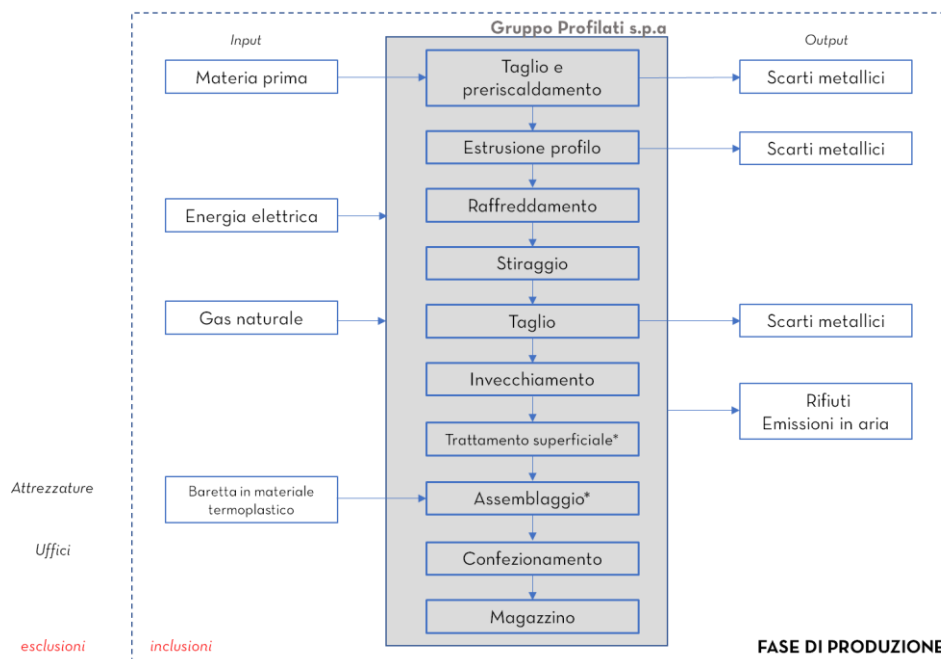 Gruppo Profilati s.p.a
Input
Output
Materia prima
Taglio e
preriscaldamento
Scarti metallici
Estrusione profilo
Scarti metallici
Raffreddamento
Energia elettrica
Stiraggio
Gas naturale
Taglio
Scarti metallici
Invecchiamento
Rifiuti
Emissioni in aria
Trattamento superficiale*
Attrezzature
Baretta in materiale
termoplastico
Assemblaggio*
Uffici
Confezionamento
Magazzino
esclusioni
inclusioni
FASE DI PRODUZIONE